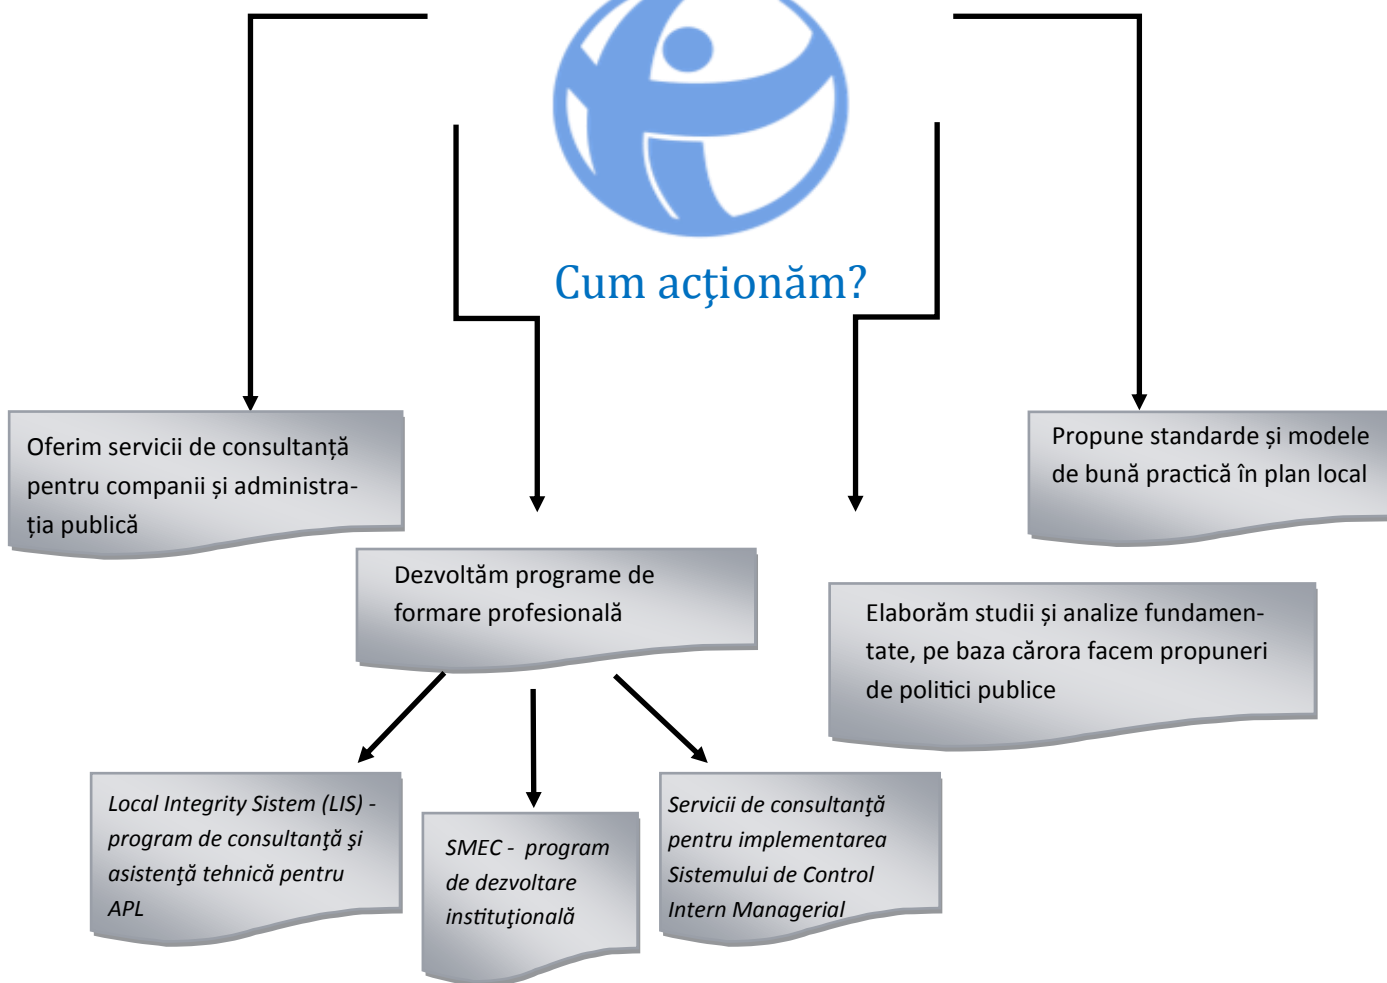 Cum acţionăm?
Oferim servicii de consultanță
pentru companii și administra-
ția publică
Propune standarde și modele
de bună practică în plan local
Dezvoltăm programe de
formare profesională
Elaborăm studii și analize fundamen-
tate, pe baza cărora facem propuneri
de politici publice
Local Integrity Sistem (LIS) -
program de consultanţă şi
asistenţă tehnică pentru
APL
SMEC - program
de dezvoltare
instituţonală
Servicii de consultanţă
pentru implementarea
Sistemului de Control
Intern Managerial